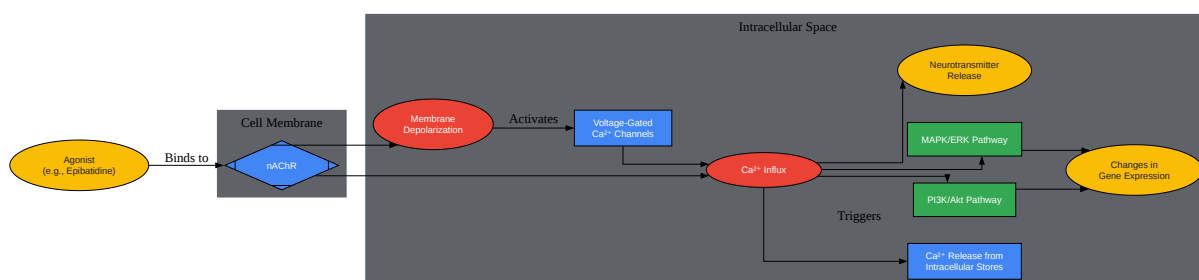 Intracellular Space
Neurotransmitter
Release
Cell Membrane
Membrane
Depolarization
Activates
Voltage-Gated
Ca²⁺ Channels
MAPK/ERK Pathway
Agonist
(e.g., Epibatidine)
Binds to
nAChR
Ca²⁺ Influx
Changes in
Gene Expression
PI3K/Akt Pathway
Triggers
Ca²⁺ Release from
Intracellular Stores